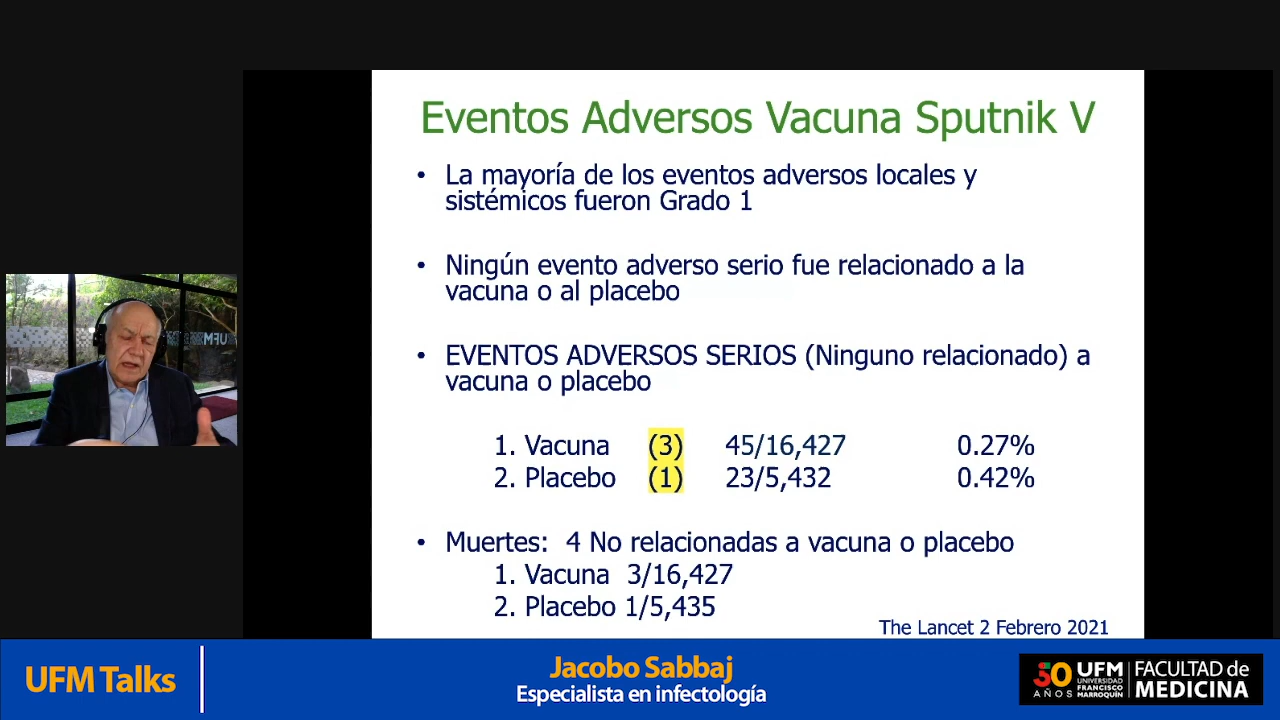 Eventos Adversos Vacuna Sputnik V
• La mayoría de los eventos adversos locales y
sistémicos fueron Grado 1
• Ningún evento adverso serio fue relacionado a la
vacuna o al placebo
• EVENTOS ADVERSOS SERIOS (Ninguno relacionado) a
vacuna o placebo
1. Vacuna (3) 45/16,427 0.27%
2. Placebo (1) 23/5,432 0.42%
• Muertes: 4 No relacionadas a vacuna o placebo
1. Vacuna 3/16,427
2. Placebo 1/5,435
The Lancet 2 Febrero 2021
UFM
UFM Talks
Jacobo Sabbaj
Especialista en infectología
50
AÑOS
UFM
UNIVERSIDAD
FRANCISCO
MARROQUÍN
FACULTAD de
MEDICINA